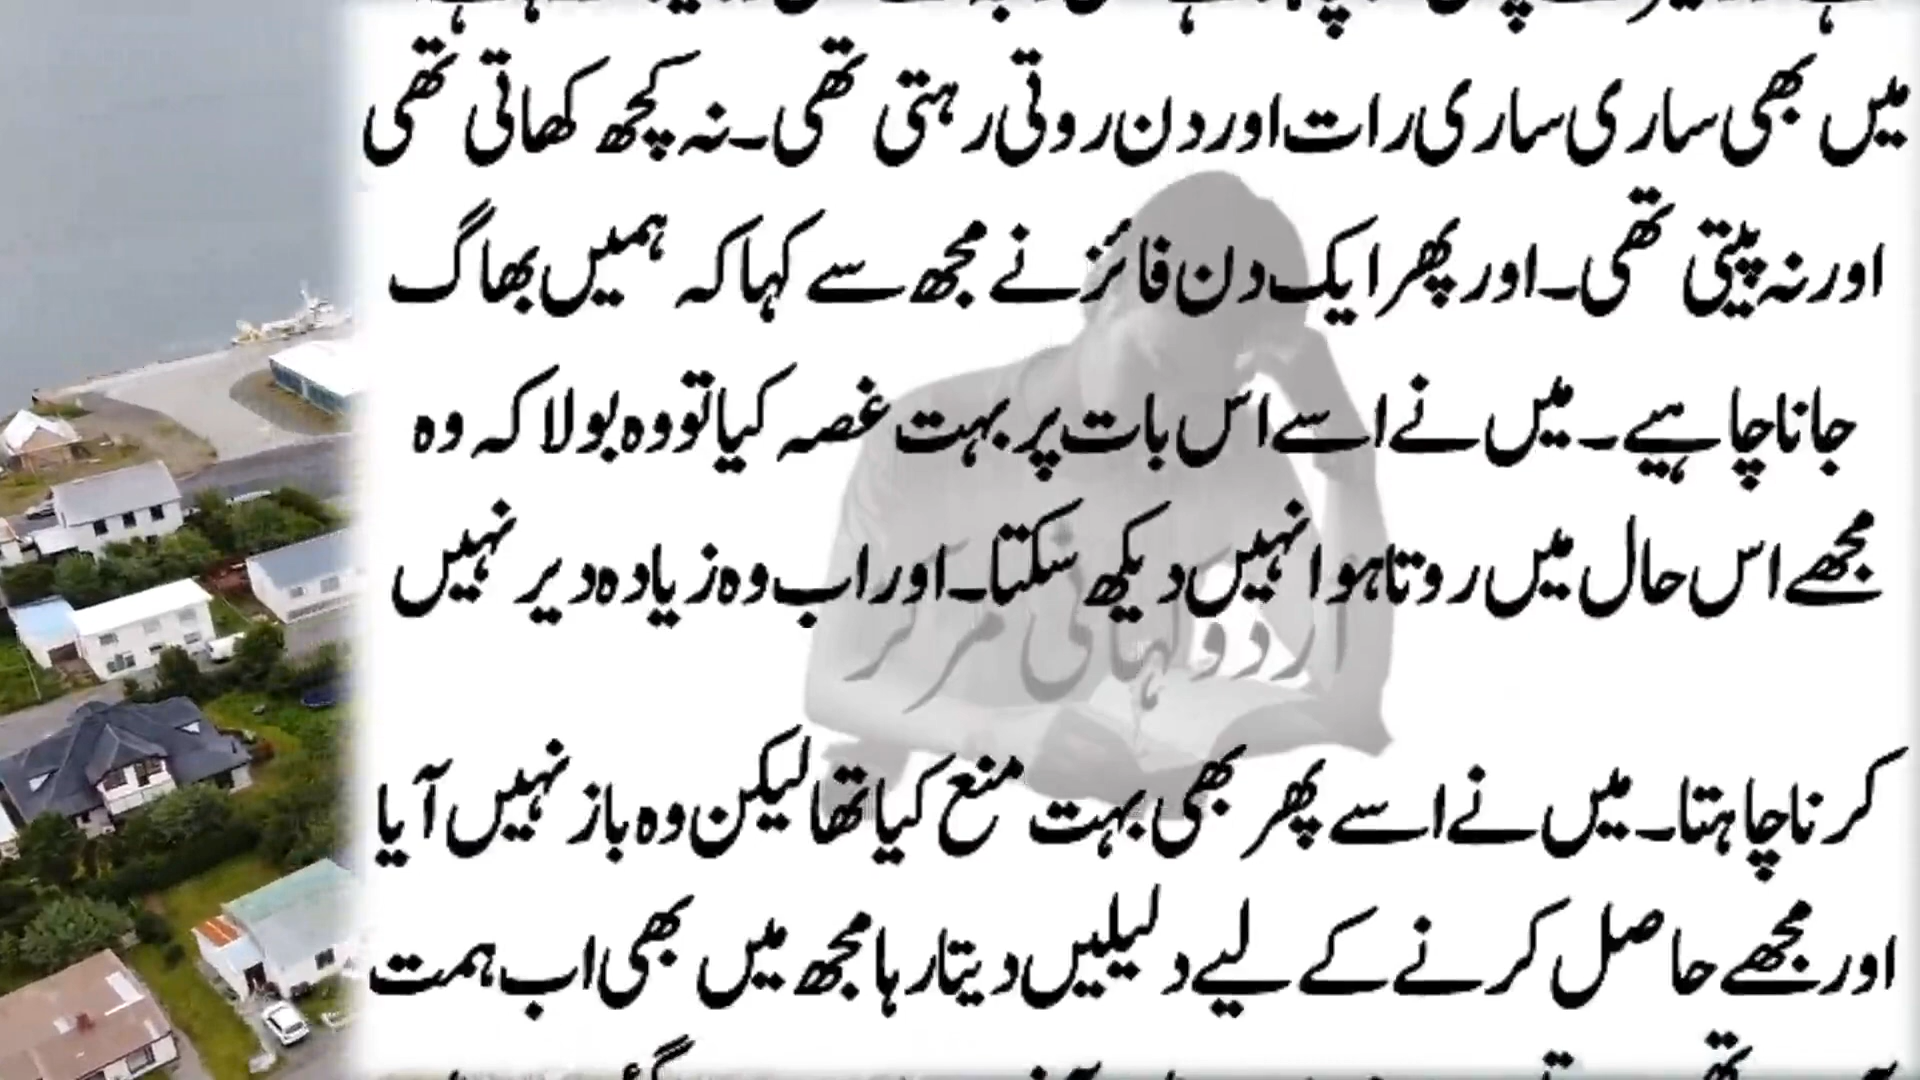 میں بھی ساری ساری رات اور دن روتی رہتی تھی۔ نہ کچھ کھاتی تھی
اور نہ پیتی تھی۔ اور پھر ایک دن فائز نے مجھ سے کہا کہ ہمیں بھاگ
جانا چاہیے۔ میں نے اسے اس بات پر بہت غصہ کیا تو وہ بولا کہ وہ
مجھے اس حال میں روتا ہوا نہیں دیکھ سکتا۔ اور اب وہ زیادہ دیر نہیں
اردو کہانی مرکز
کرنا چاہتا۔ میں نے اسے پھر بھی بہت منع کیا تھا لیکن وہ باز نہیں آیا
اور مجھے حاصل کرنے کے لیے دلیلیں دیتا رہا مجھ میں بھی اب ہمت